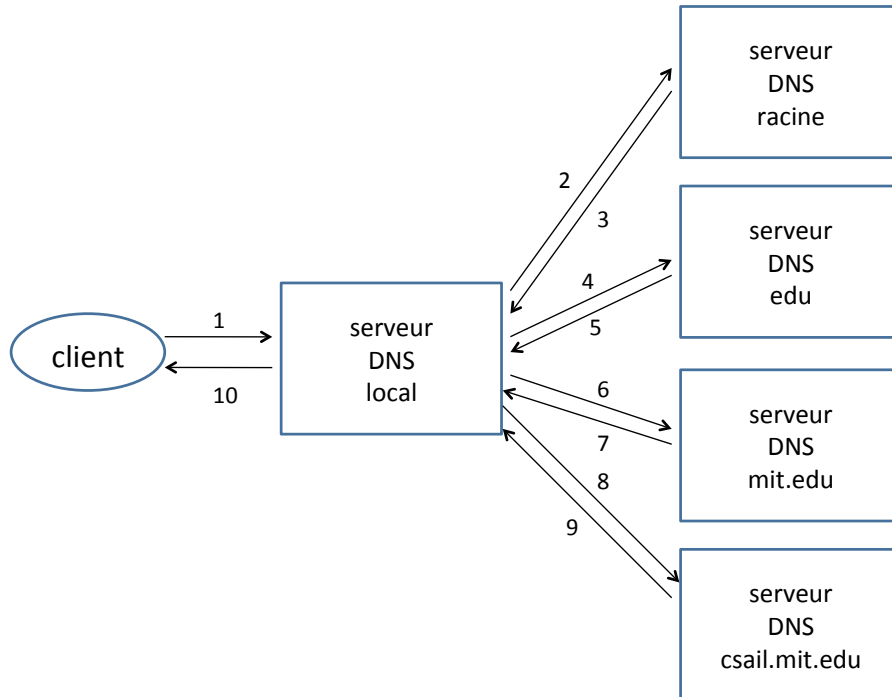 serveur
DNS
racine
2
3
serveur
DNS
edu
4
5
client
1
10
serveur
DNS
local
6
7
serveur
DNS
mit.edu
8
9
serveur
DNS
csail.mit.edu